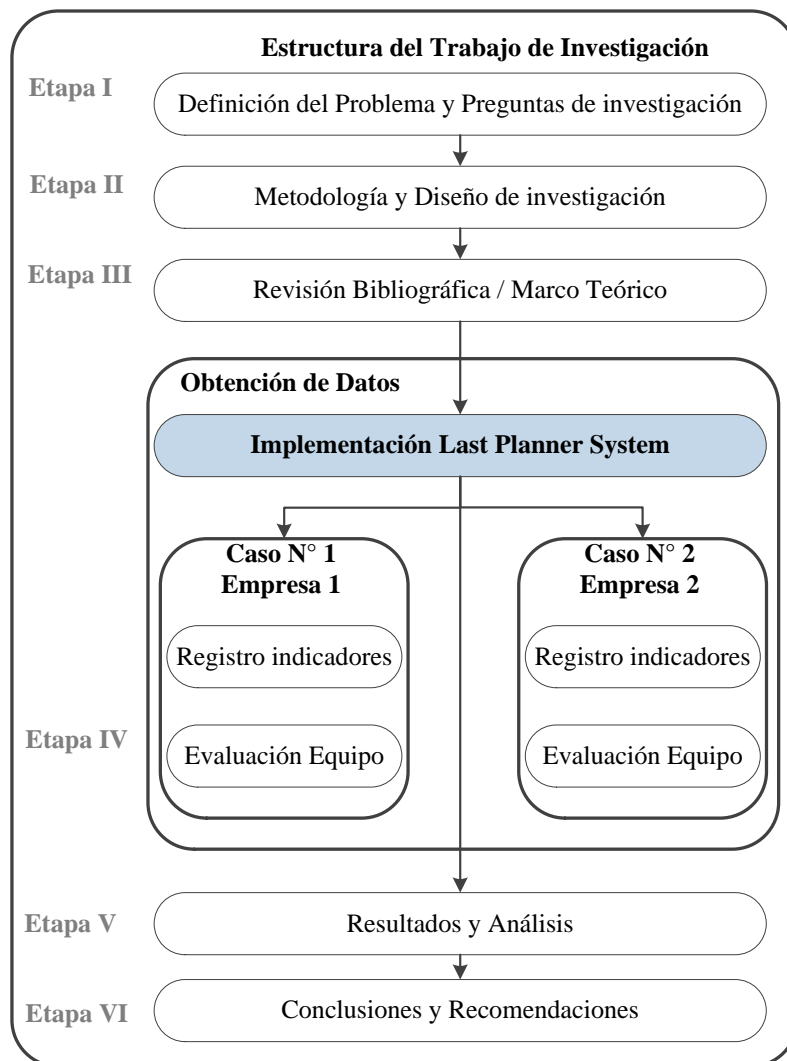 Estructura del Trabajo de Investigación
Etapa I
Definición del Problema y Preguntas de investigación
Etapa II
Metodología y Diseño de investigación
Etapa III
Revisión Bibliográfica / Marco Teórico
Obtención de Datos
Implementación Last Planner System
Caso N° 1
Empresa 1
Registro indicadores
Evaluación Equipo
Caso N° 2
Empresa 2
Registro indicadores
Evaluación Equipo
Etapa IV
Etapa V
Resultados y Análisis
Etapa VI
Conclusiones y Recomendaciones